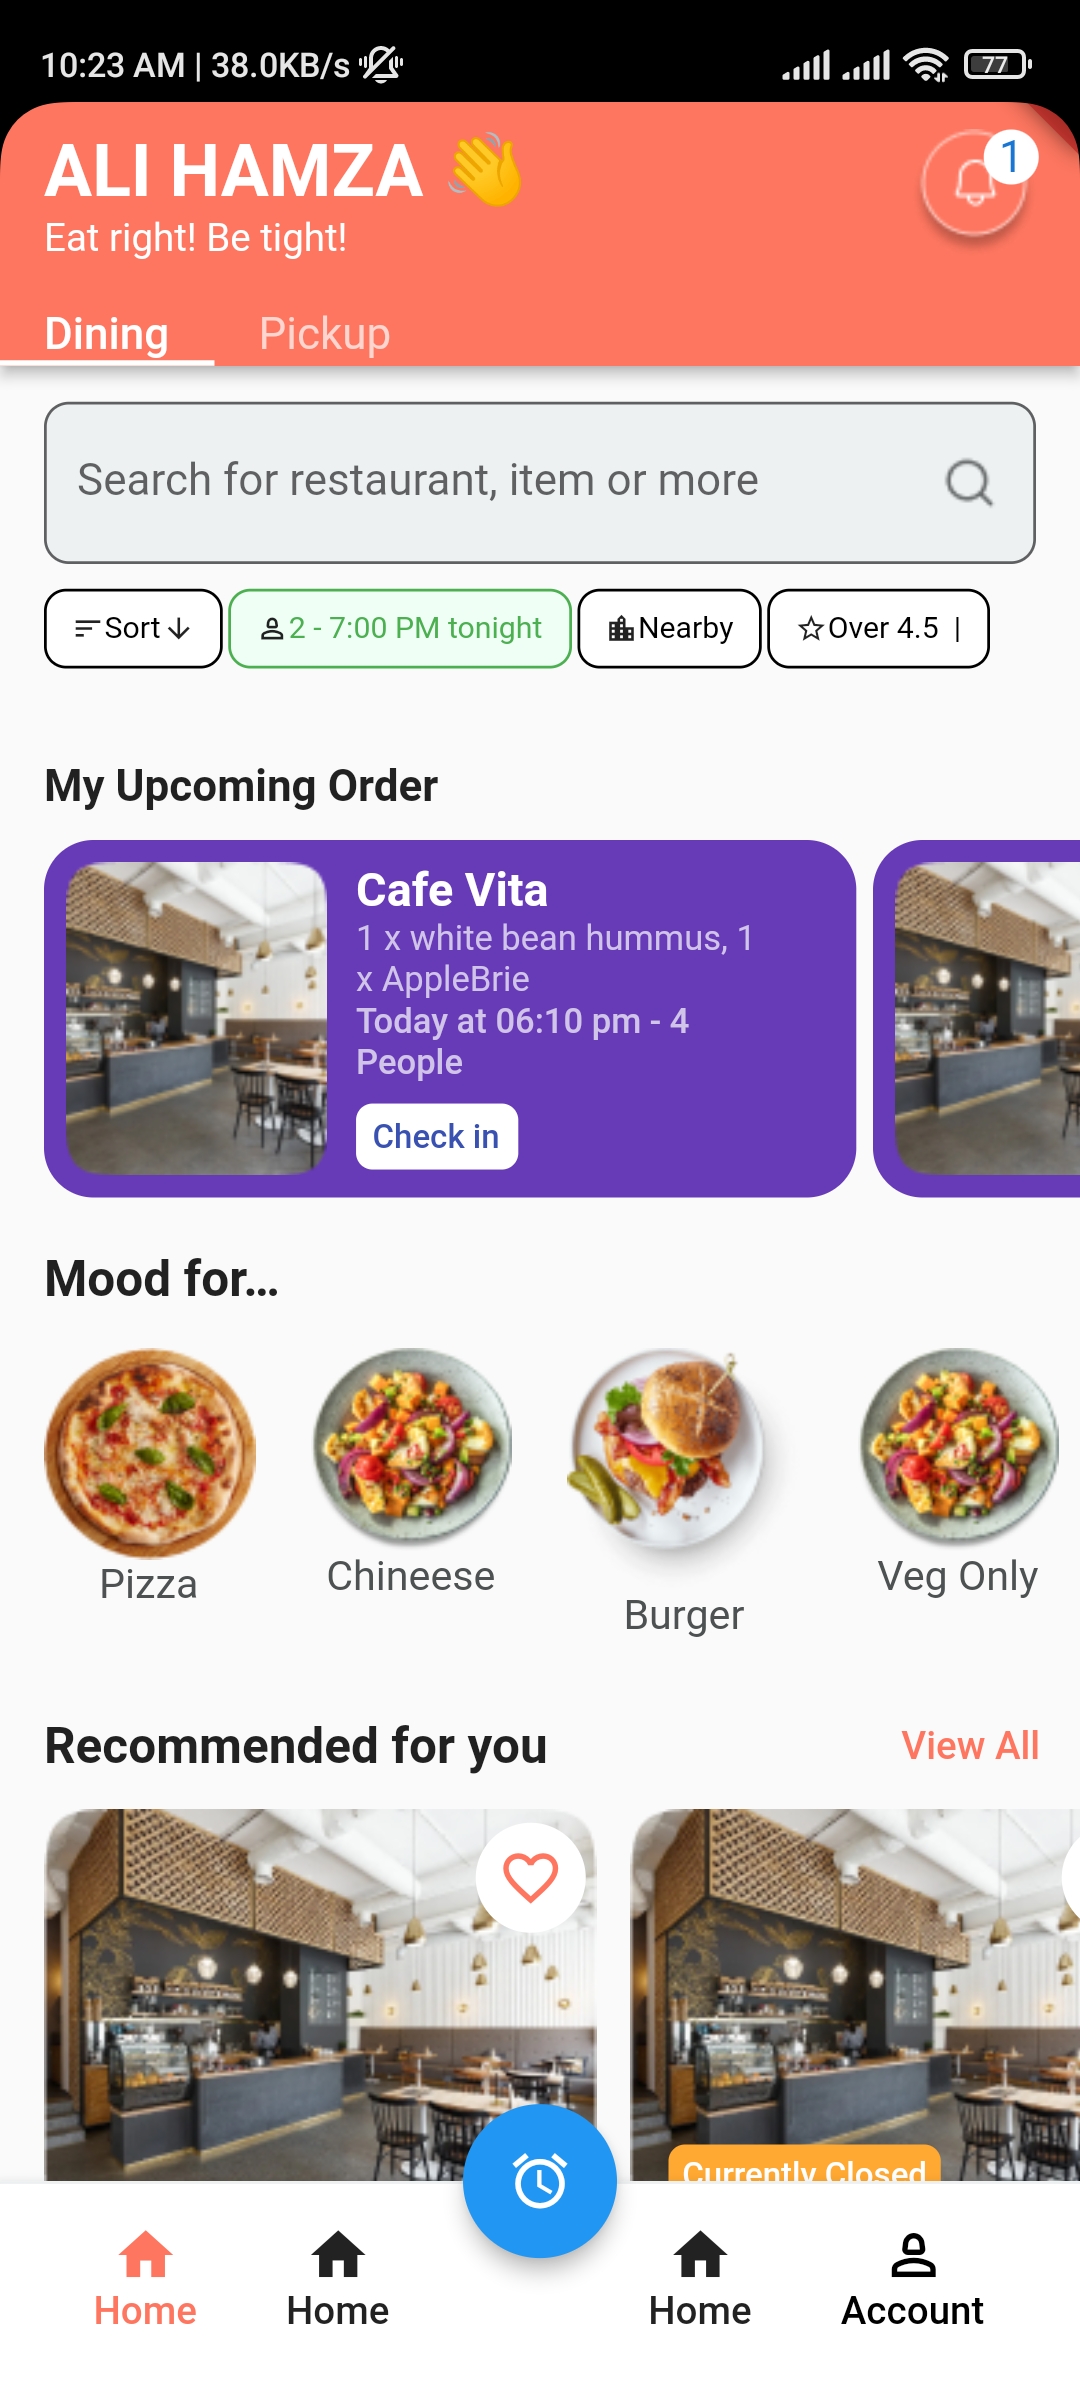 10:23 AM | 38.0KB/s
77
ALI HAMZA 👋
1
Eat right! Be tight!
Dining
Pickup
Search for restaurant, item or more
Sort
2 - 7:00 PM tonight
Nearby
Over 4.5 |
My Upcoming Order
Cafe Vita
1 x white bean hummus, 1
x AppleBrie
Today at 06:10 pm - 4
People
Check in
Mood for...
Pizza
Chineese
Burger
Veg Only
Recommended for you
View All
Currently Closed
Home
Home
Home
Account